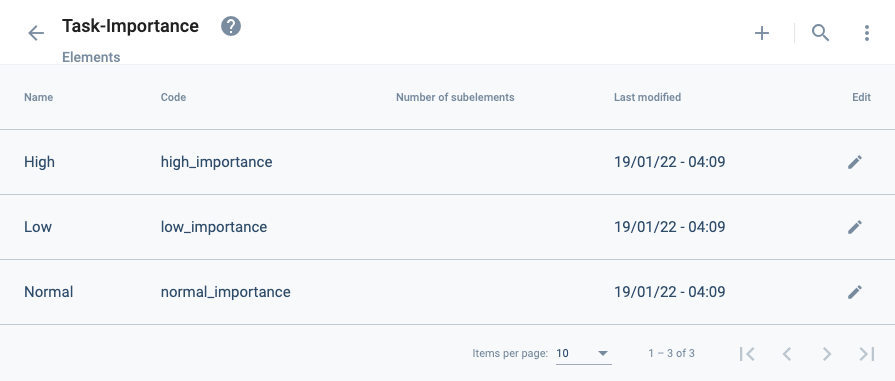 Task-Importance
Elements
Name Code Number of subelements Last modified Edit
High high_importance 19/01/22 - 04:09
Low low_importance 19/01/22 - 04:09
Normal normal_importance 19/01/22 - 04:09
Items per page: 10 1 – 3 of 3